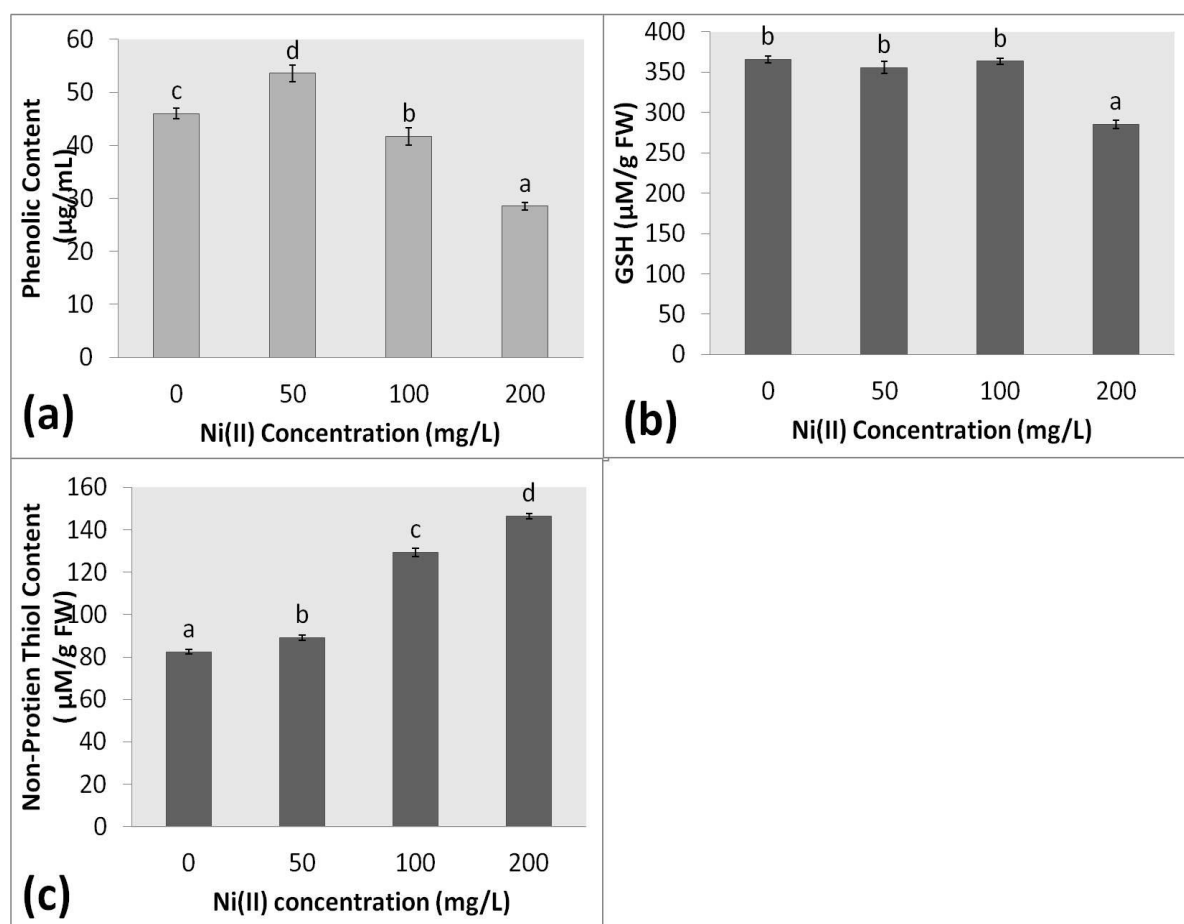 60
50
40
30
20
10
0
Phenolic Content
(µg/mL)
c
d
b
a
0 50 100 200
Ni(II) Concentration (mg/L)
(a)
400
350
300
250
200
150
100
50
0
GSH (µM/g FW)
b
b
b
a
0 50 100 200
Ni(II) Concentration (mg/L)
(b)
160
140
120
100
80
60
40
20
0
Non-Protien Thiol Content
( µM/g FW)
a
b
c
d
0 50 100 200
Ni(II) concentration (mg/L)
(c)